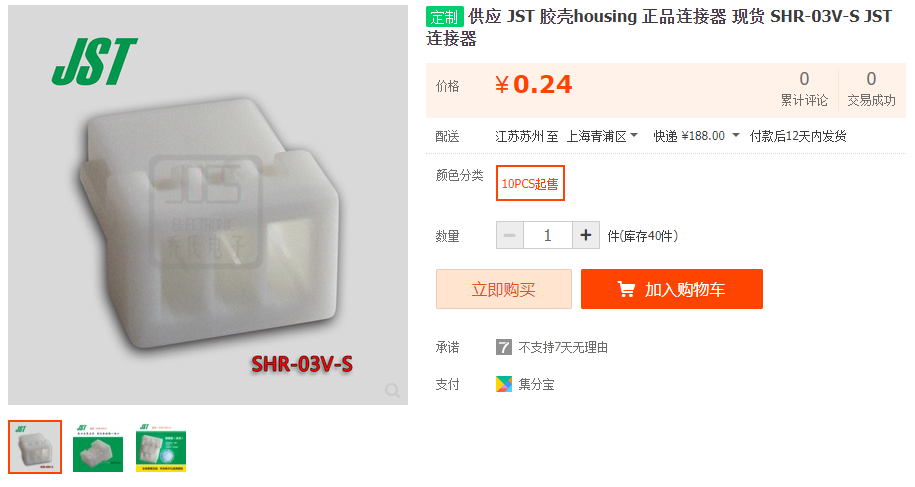 定制 供应 JST 胶壳housing 正品连接器 现货 SHR-03V-S JST
连接器
JST
价格 ¥ 0.24
0 累计评论
0 交易成功
配送 江苏苏州 至 上海青浦区 快递 ¥188.00 付款后12天内发货
颜色分类 10PCS起售
数量 − 1 + 件(库存40件)
立即购买 加入购物车
承诺 7 不支持7天无理由
支付 集分宝
SHR-03V-S
JST
JST
JST